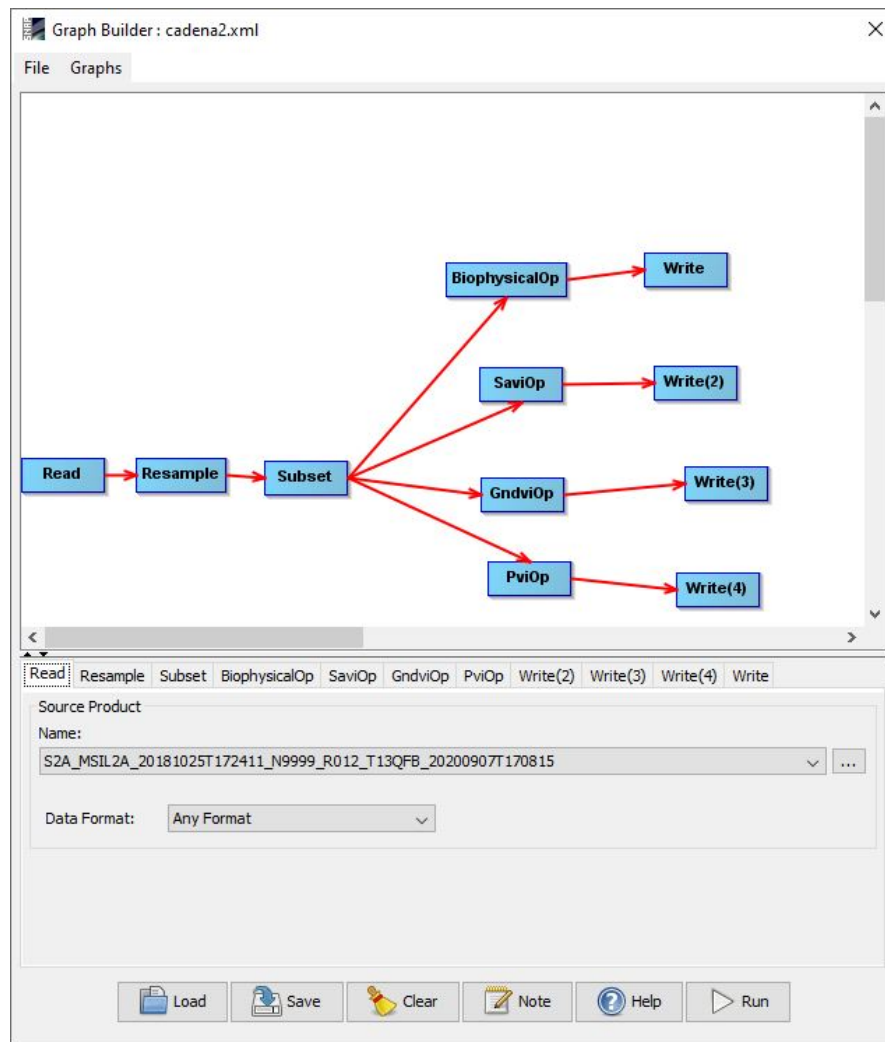 Graph Builder : cadena2.xml
File Graphs
BiophysicalOp Write
SaviOp Write(2)
Read Resample Subset
GndviOp Write(3)
PviOp Write(4)
Read Resample Subset BiophysicalOp SaviOp GndviOp PviOp Write(2) Write(3) Write(4) Write
Source Product
Name:
S2A_MSIL2A_20181025T172411_N9999_R012_T13QFB_20200907T170815 ...
Data Format: Any Format
Load Save Clear Note Help Run